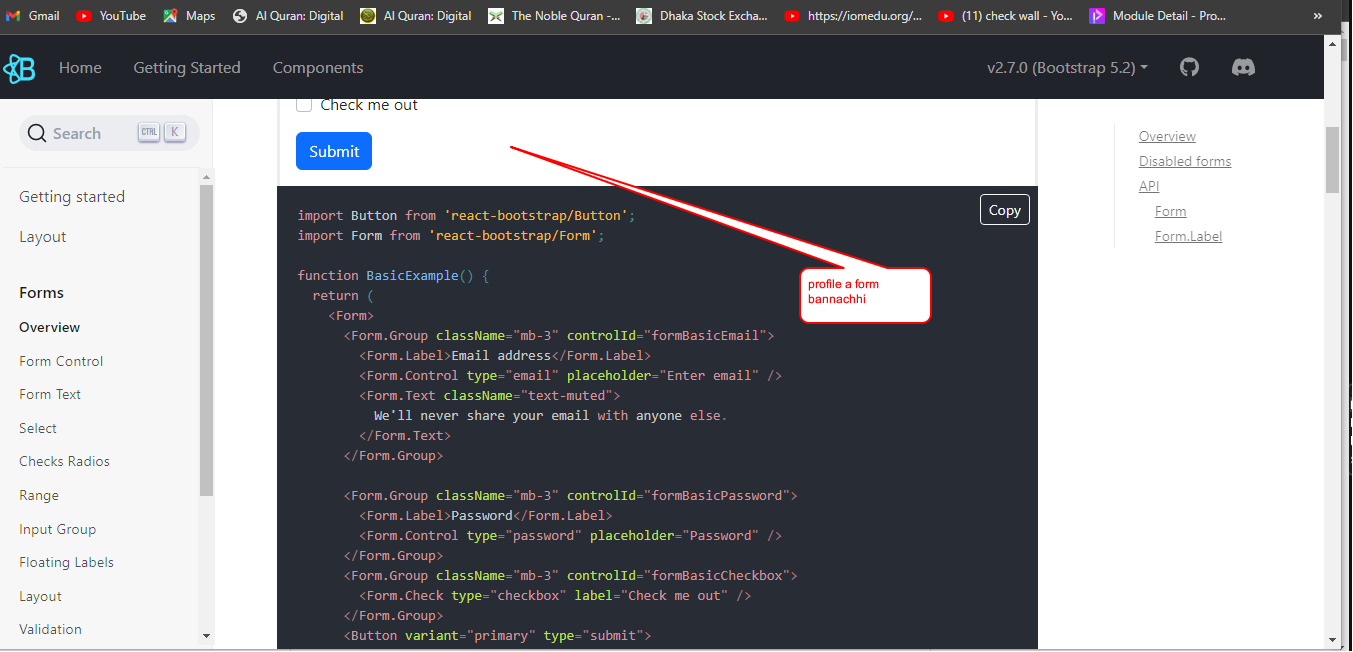 Gmail
YouTube
Maps
Al Quran: Digital
Al Quran: Digital
The Noble Quran -...
Dhaka Stock Excha...
https://iomedu.org/...
(11) check wall - Yo...
Module Detail - Pro...
»
B
Home
Getting Started
Components
v2.7.0 (Bootstrap 5.2)
Search
CTRL
K
Getting started
Layout
Forms
Overview
Form Control
Form Text
Select
Checks Radios
Range
Input Group
Floating Labels
Layout
Validation
Check me out
Submit
Copy
import Button from 'react-bootstrap/Button';
import Form from 'react-bootstrap/Form';
function BasicExample() {
return (
<Form>
<Form.Group className="mb-3" controlId="formBasicEmail">
<Form.Label>Email address</Form.Label>
<Form.Control type="email" placeholder="Enter email" />
<Form.Text className="text-muted">
We'll never share your email with anyone else.
</Form.Text>
</Form.Group>
<Form.Group className="mb-3" controlId="formBasicPassword">
<Form.Label>Password</Form.Label>
<Form.Control type="password" placeholder="Password" />
</Form.Group>
<Form.Group className="mb-3" controlId="formBasicCheckbox">
<Form.Check type="checkbox" label="Check me out" />
</Form.Group>
<Button variant="primary" type="submit">
profile a form
bannachhi
Overview
Disabled forms
API
Form
Form.Label